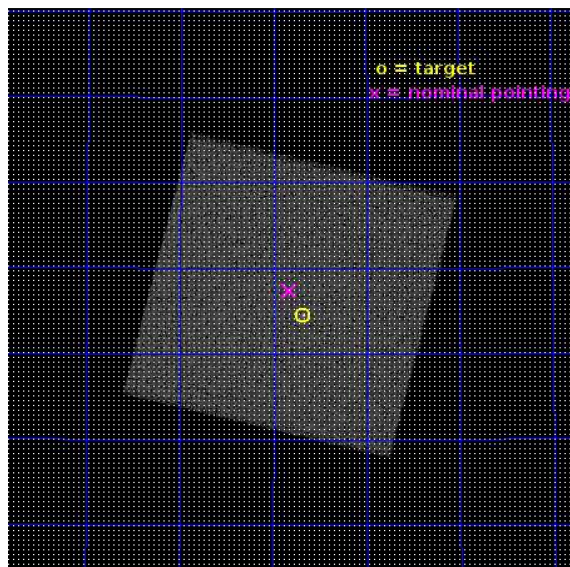 o = target
x = nominal pointing